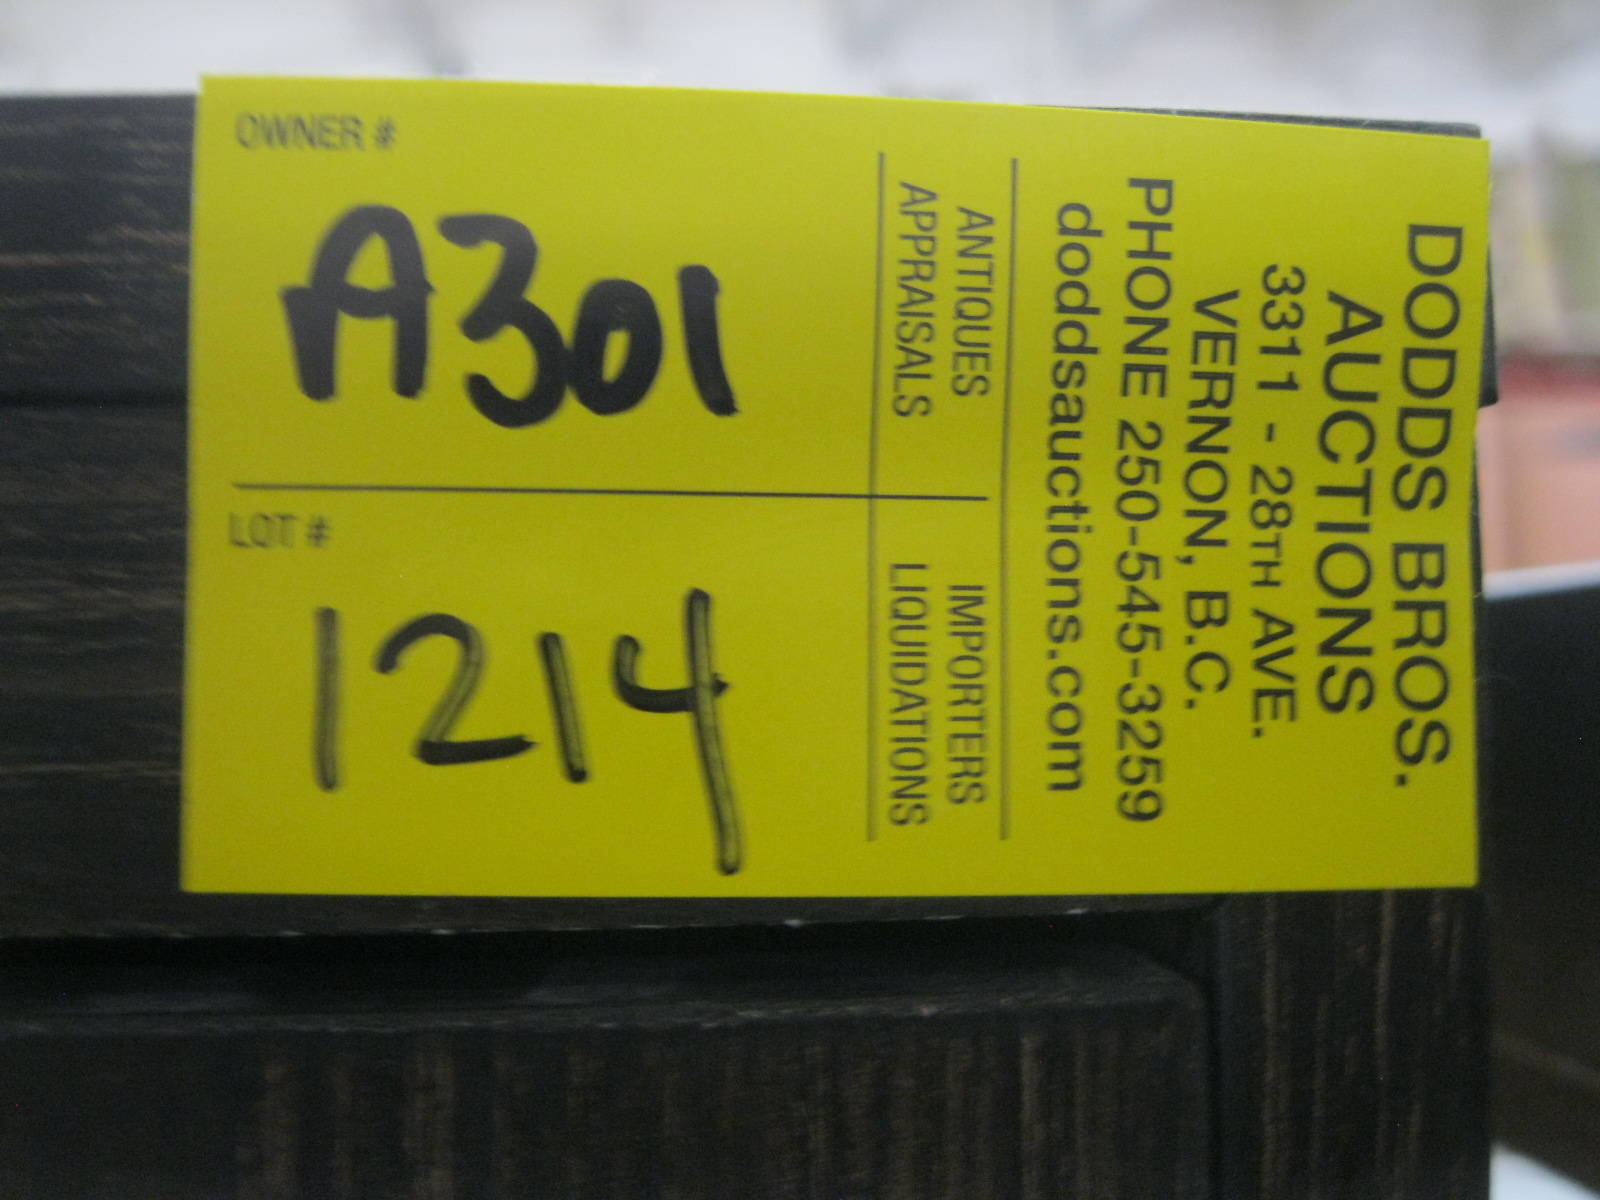 OWNER #
A301
LOT #
1214
DODDS BROS.
AUCTIONS
3311 - 28TH AVE.
VERNON, B.C.
PHONE 250-545-3259
doddsauctions.com
ANTIQUES IMPORTERS
APPRAISALS LIQUIDATIONS